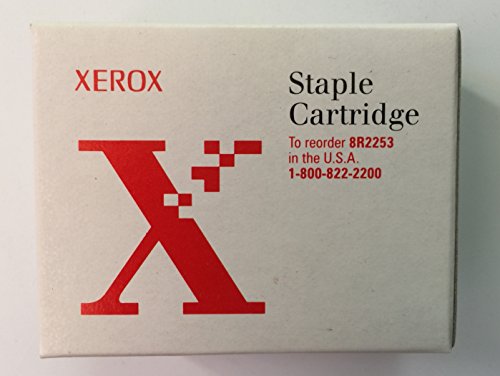 XEROX
Staple
Cartridge
To reorder 8R2253
in the U.S.A.
1-800-822-2200